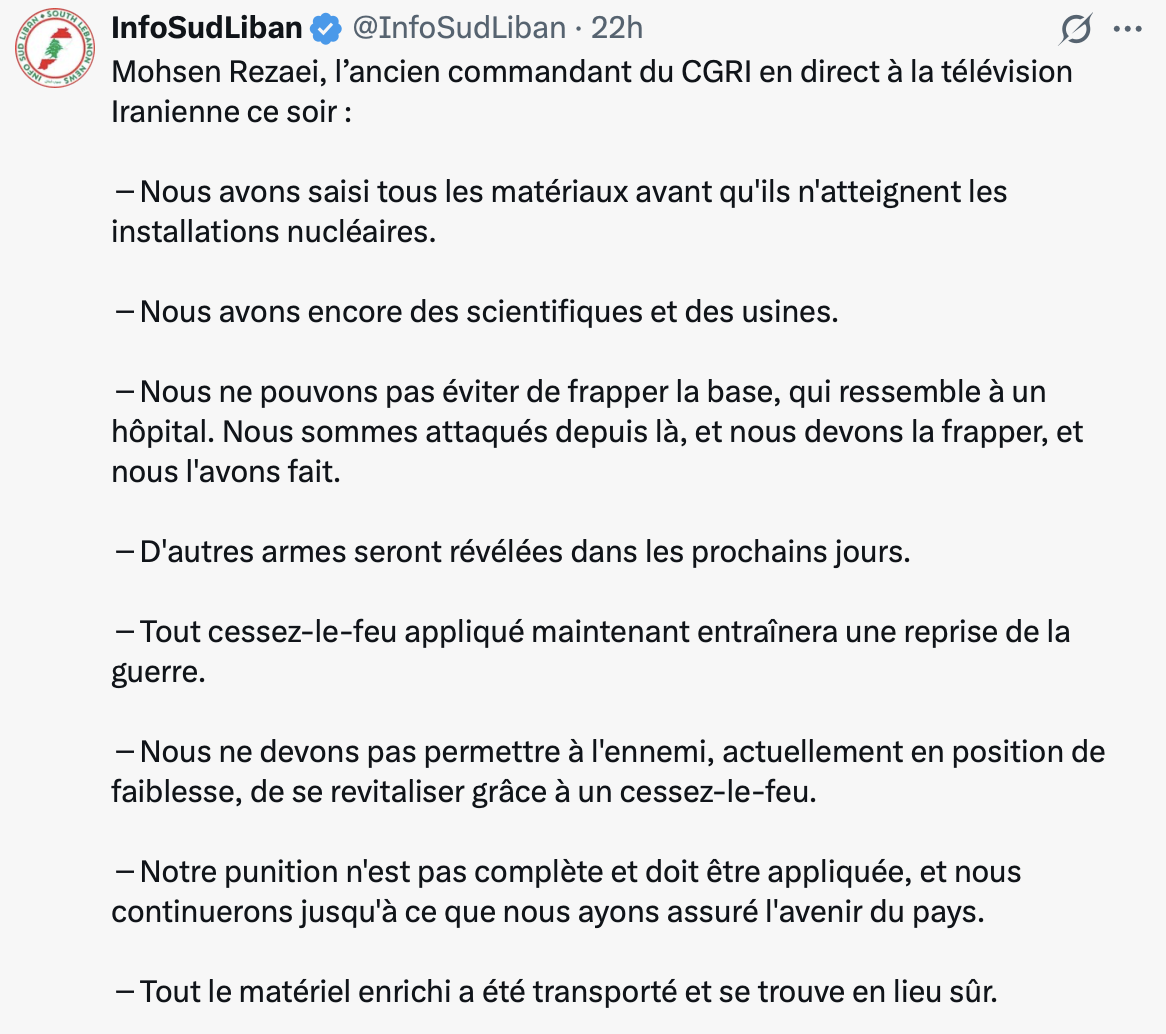 InfoSudLiban @InfoSudLiban · 22h
Mohsen Rezaei, l’ancien commandant du CGRI en direct à la télévision
Iranienne ce soir :
– Nous avons saisi tous les matériaux avant qu'ils n'atteignent les
installations nucléaires.
– Nous avons encore des scientifiques et des usines.
– Nous ne pouvons pas éviter de frapper la base, qui ressemble à un
hôpital. Nous sommes attaqués depuis là, et nous devons la frapper, et
nous l'avons fait.
– D'autres armes seront révélées dans les prochains jours.
– Tout cessez-le-feu appliqué maintenant entraînera une reprise de la
guerre.
– Nous ne devons pas permettre à l'ennemi, actuellement en position de
faiblesse, de se revitaliser grâce à un cessez-le-feu.
– Notre punition n'est pas complète et doit être appliquée, et nous
continuerons jusqu'à ce que nous ayons assuré l'avenir du pays.
– Tout le matériel enrichi a été transporté et se trouve en lieu sûr.
INFO SUD LIBAN • SOUTH LEBANON NEWS